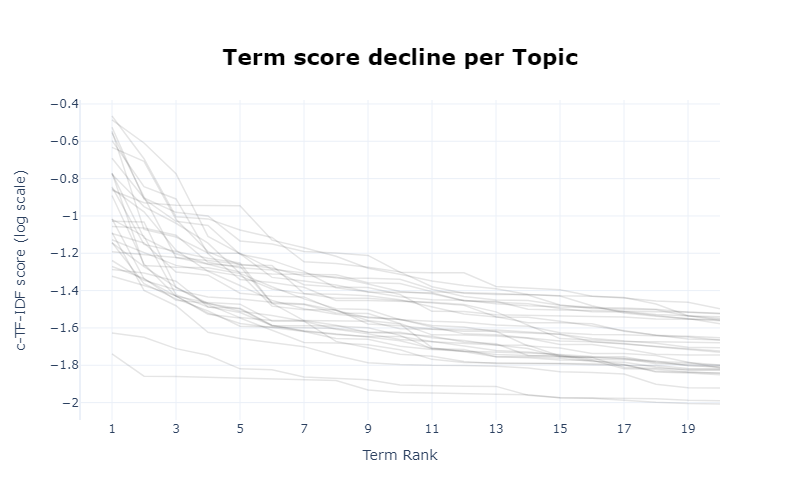 Term score decline per Topic
c-TF-IDF score (log scale)
−0.4
−0.6
−0.8
−1
−1.2
−1.4
−1.6
−1.8
−2
1 3 5 7 9 11 13 15 17 19
Term Rank